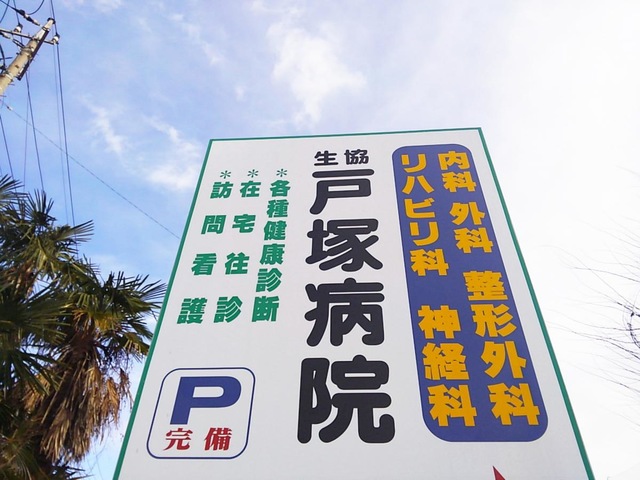 内科 外科 整形外科
リハビリ科 神経科
生協
戸塚病院
*各種健康診断
*在宅往診
*訪問看護
P
完備